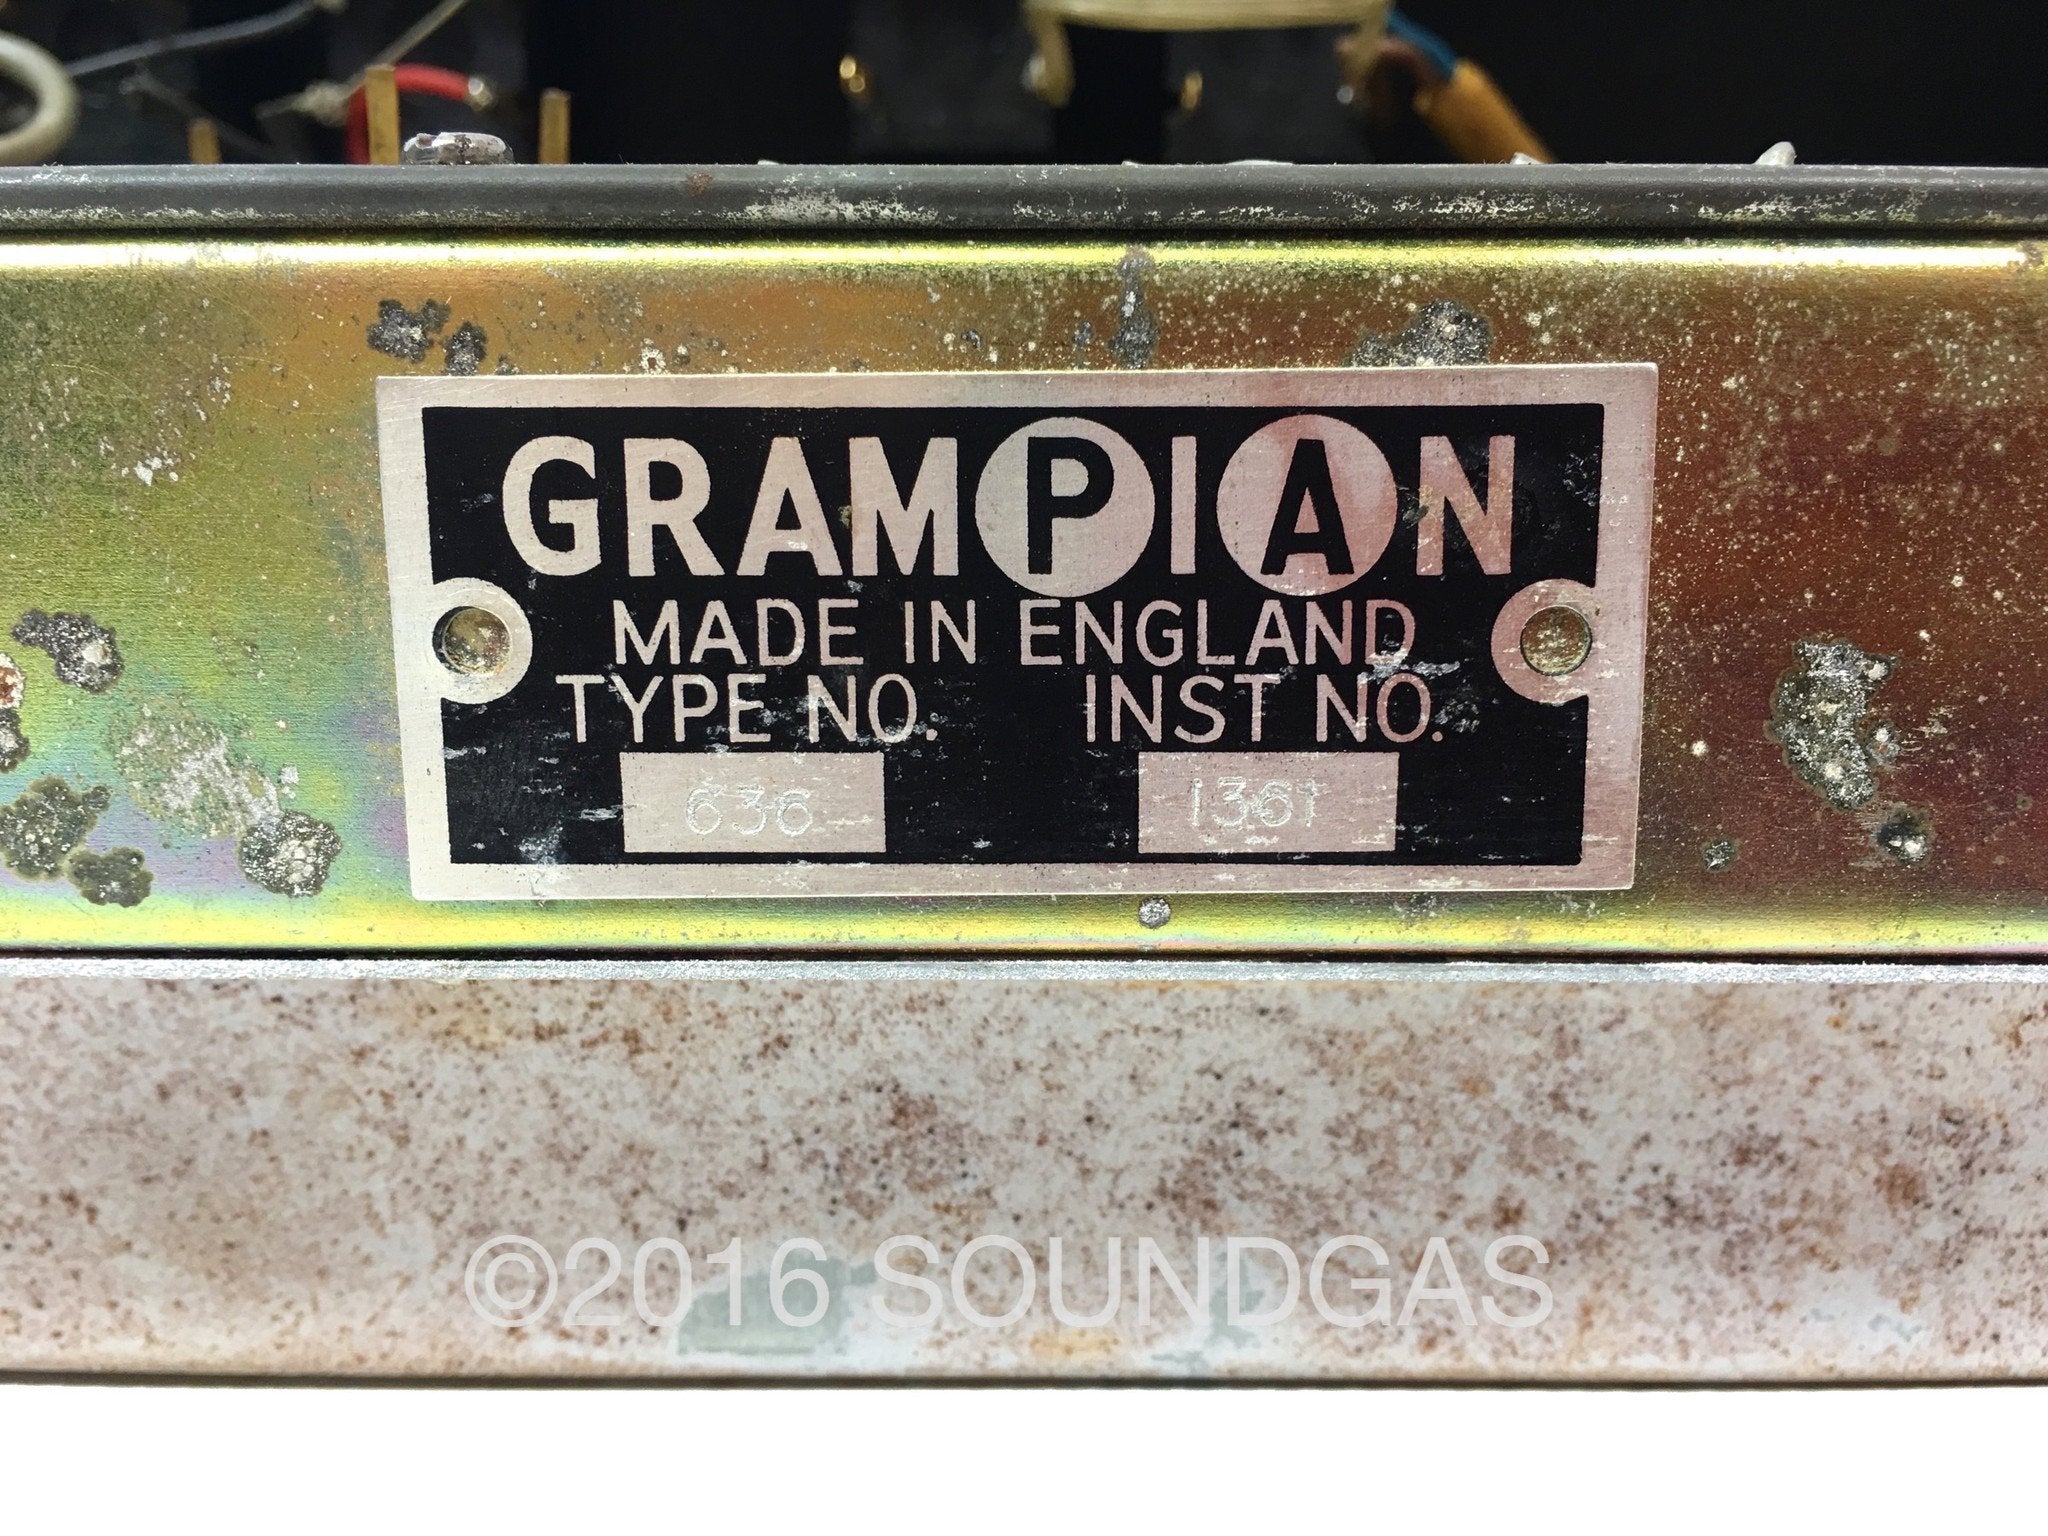 GRAMPIAN
MADE IN ENGLAND
TYPE NO. INST NO.
636 1361
©2016 SOUNDGAS